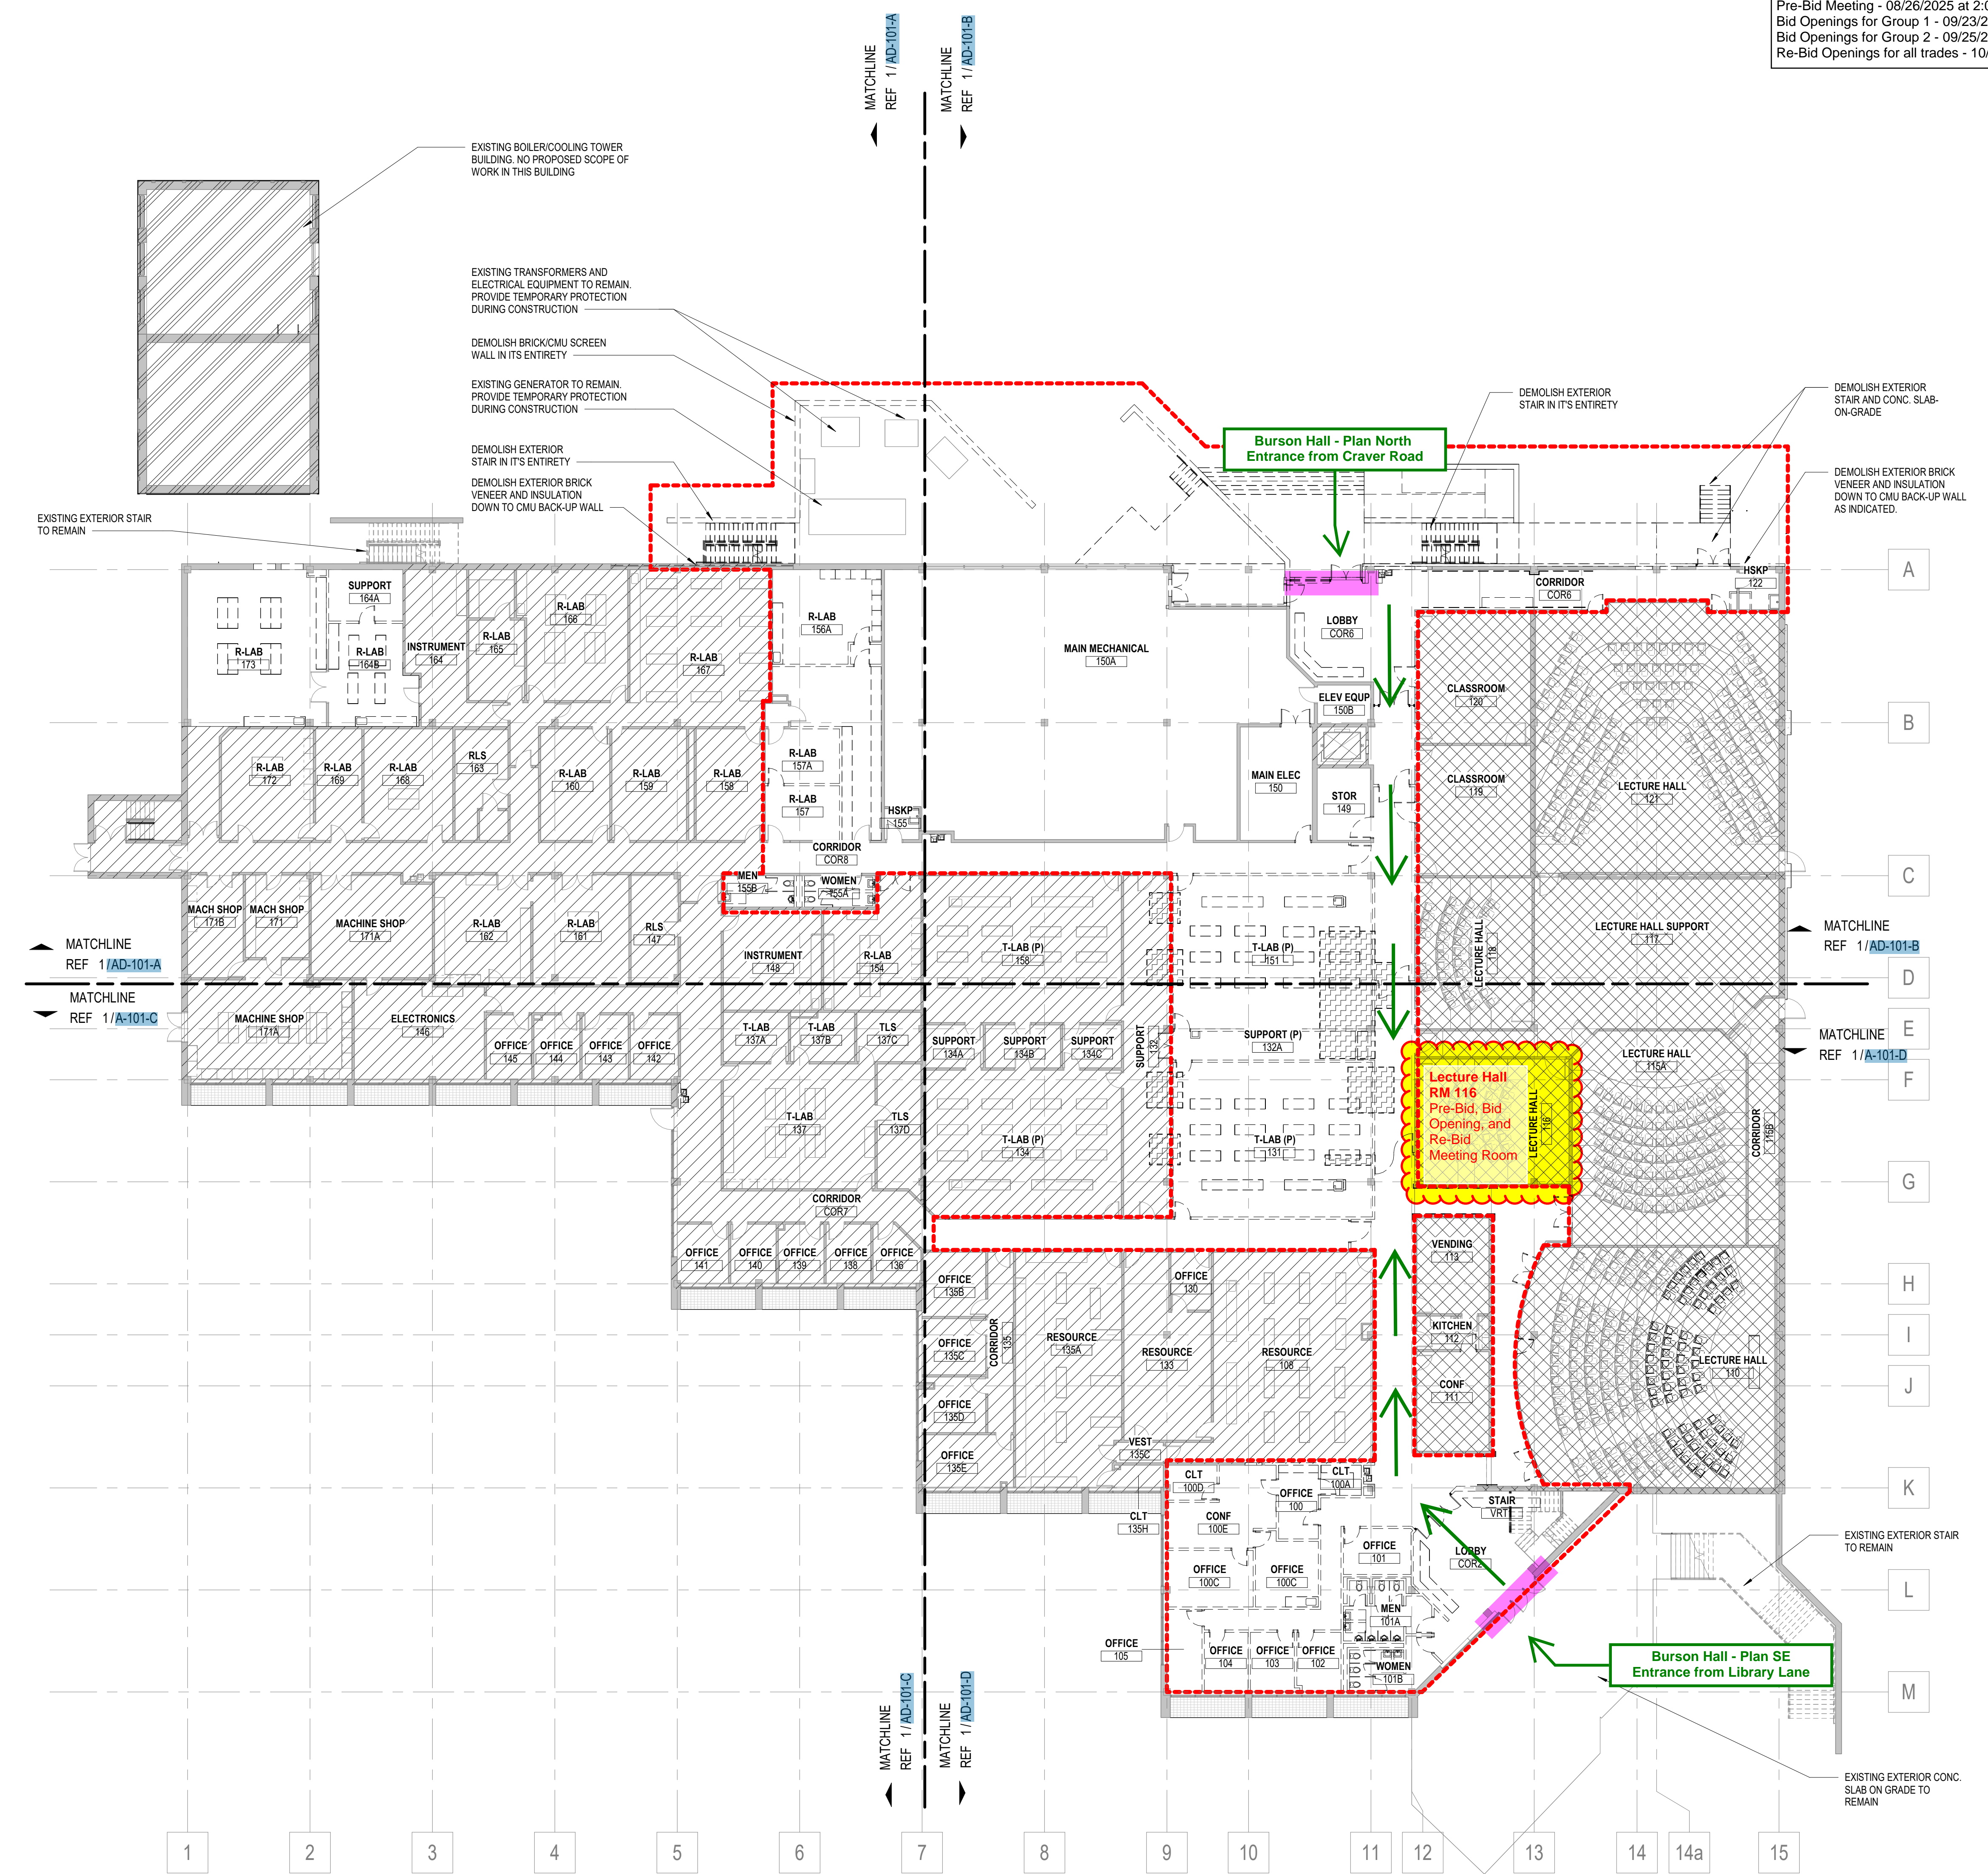 Pre-Bid Meeting - 08/26/2025 at 2:0
Bid Openings for Group 1 - 09/23/2
Bid Openings for Group 2 - 09/25/2
Re-Bid Openings for all trades - 10/
MATCHLINE
REF 1 / AD-101-A
MATCHLINE
REF 1 / AD-101-B
EXISTING BOILER/COOLING TOWER
BUILDING. NO PROPOSED SCOPE OF
WORK IN THIS BUILDING
EXISTING TRANSFORMERS AND
ELECTRICAL EQUIPMENT TO REMAIN.
PROVIDE TEMPORARY PROTECTION
DURING CONSTRUCTION
DEMOLISH BRICK/CMU SCREEN
WALL IN ITS ENTIRETY
EXISTING GENERATOR TO REMAIN.
PROVIDE TEMPORARY PROTECTION
DURING CONSTRUCTION
DEMOLISH EXTERIOR
STAIR IN IT'S ENTIRETY
DEMOLISH EXTERIOR BRICK
VENEER AND INSULATION
DOWN TO CMU BACK-UP WALL
EXISTING EXTERIOR STAIR
TO REMAIN
DEMOLISH EXTERIOR
STAIR IN IT'S ENTIRETY
DEMOLISH EXTERIOR
STAIR AND CONC. SLAB-
ON-GRADE
DEMOLISH EXTERIOR BRICK
VENEER AND INSULATION
DOWN TO CMU BACK-UP WALL
AS INDICATED.
Burson Hall - Plan North
Entrance from Craver Road
A
SUPPORT
164A
R-LAB
166
R-LAB
165
INSTRUMENT
164
R-LAB
173
R-LAB
164B
R-LAB
167
R-LAB
156A
MAIN MECHANICAL
150A
LOBBY
COR6
CORRIDOR
COR6
HSKP
122
ELEV EQUP
150B
CLASSROOM
120
B
R-LAB
172
R-LAB
169
R-LAB
168
RLS
163
R-LAB
160
R-LAB
159
R-LAB
158
R-LAB
157A
R-LAB
157
HSKP
155
CORRIDOR
COR8
MAIN ELEC
150
STOR
149
CLASSROOM
119
LECTURE HALL
121
C
MEN
155B
WOMEN
155A
MACH SHOP
171B
MACH SHOP
171
MACHINE SHOP
171A
R-LAB
162
R-LAB
161
RLS
147
INSTRUMENT
148
R-LAB
154
T-LAB (P)
158
T-LAB (P)
151
LECTURE HALL
118
LECTURE HALL SUPPORT
117
MATCHLINE
REF 1 / AD-101-A
MATCHLINE
REF 1 / AD-101-B
D
MATCHLINE
REF 1 / A-101-C
MATCHLINE
REF 1 / A-101-D
E
MACHINE SHOP
171A
ELECTRONICS
146
OFFICE
145
OFFICE
144
OFFICE
143
OFFICE
142
T-LAB
137A
T-LAB
137B
TLS
137C
SUPPORT
134A
SUPPORT
134B
SUPPORT
134C
SUPPORT
132
SUPPORT (P)
132A
LECTURE HALL
115A
F
Lecture Hall
RM 116
Pre-Bid, Bid
Opening, and
Re-Bid
Meeting Room
LECTURE HALL
116
CORRIDOR
115B
T-LAB
137
TLS
137D
T-LAB (P)
134
T-LAB (P)
131
G
CORRIDOR
COR7
OFFICE
141
OFFICE
140
OFFICE
139
OFFICE
138
OFFICE
136
VENDING
113
H
OFFICE
135B
OFFICE
130
OFFICE
135C
CORRIDOR
135
RESOURCE
135A
RESOURCE
133
RESOURCE
108
KITCHEN
112
I
CONF
111
LECTURE HALL
110
J
OFFICE
135D
OFFICE
135E
VEST
135C
K
CLT
100D
CLT
100A
OFFICE
100
CLT
135H
CONF
100E
STAIR
VRT
LOBBY
COR2
OFFICE
101
EXISTING EXTERIOR STAIR
TO REMAIN
OFFICE
100C
OFFICE
100C
L
MEN
101A
OFFICE
105
OFFICE
104
OFFICE
103
OFFICE
102
WOMEN
101B
Burson Hall - Plan SE
Entrance from Library Lane
M
MATCHLINE
REF 1 / AD-101-C
MATCHLINE
REF 1 / AD-101-D
EXISTING EXTERIOR CONC.
SLAB ON GRADE TO
REMAIN
1
2
3
4
5
6
7
8
9
10
11
12
13
14
14a
15